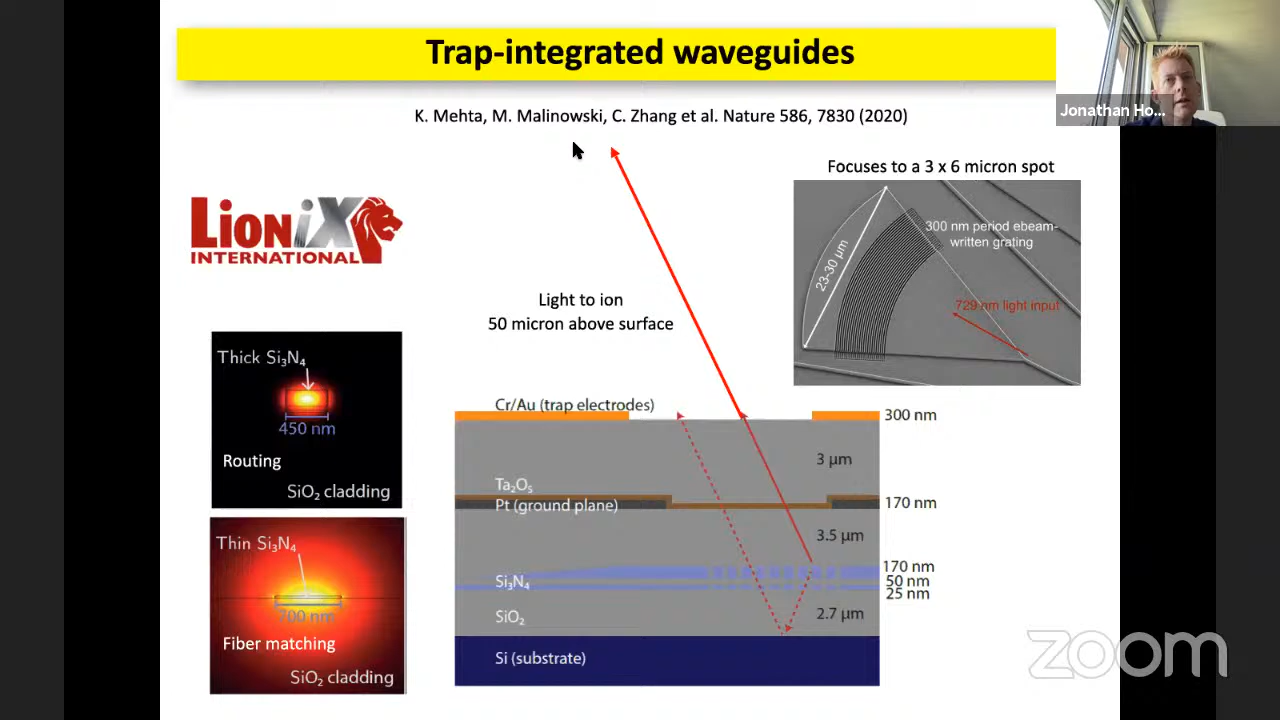 Trap-integrated waveguides
Jonathan Ho...
K. Mehta, M. Malinowski, C. Zhang et al. Nature 586, 7830 (2020)
Focuses to a 3 x 6 micron spot
LioniX
INTERNATIONAL
300 nm period ebeam-
written grating
23-30 µm
729 nm light input
Light to ion
50 micron above surface
Thick Si₃N₄
450 nm
Routing
SiO₂ cladding
Thin Si₃N₄
700 nm
Fiber matching
SiO₂ cladding
Cr/Au (trap electrodes)
300 nm
3 µm
Ta₂O₅
Pt (ground plane)
170 nm
3.5 µm
170 nm
Si₃N₄
50 nm
25 nm
SiO₂
2.7 µm
Si (substrate)
zoom